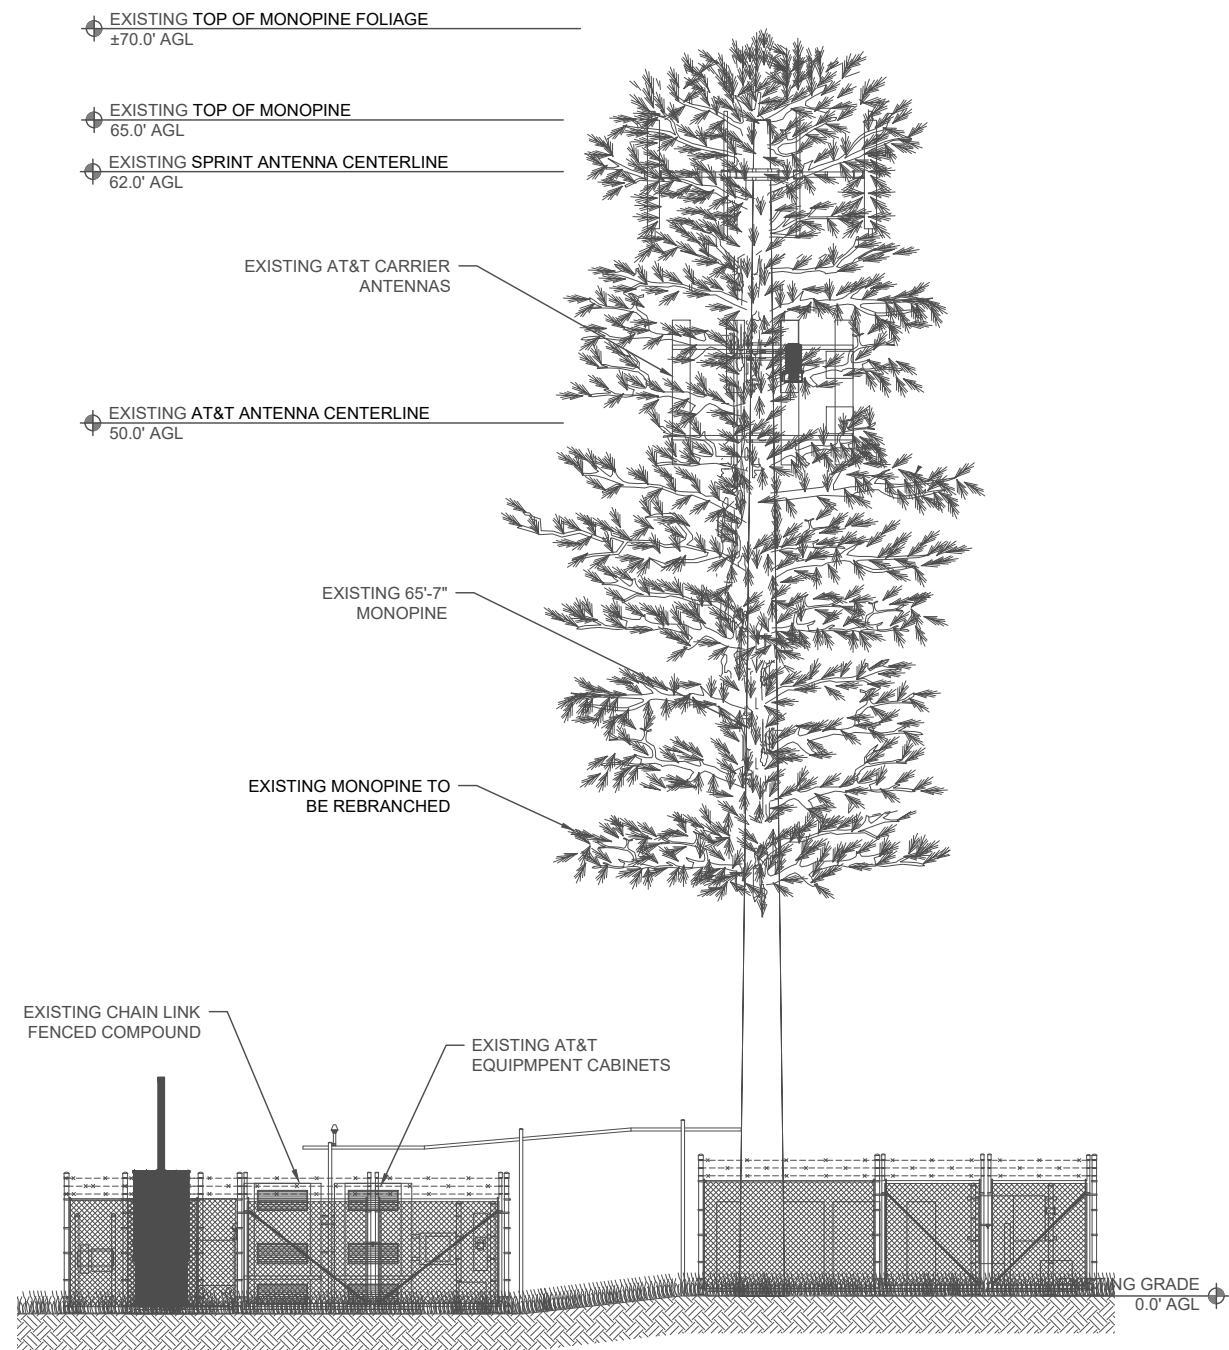 EXISTING TOP OF MONOPINE FOLIAGE
±70.0' AGL
EXISTING TOP OF MONOPINE
65.0' AGL
EXISTING SPRINT ANTENNA CENTERLINE
62.0' AGL
EXISTING AT&T CARRIER
ANTENNAS
EXISTING AT&T ANTENNA CENTERLINE
50.0' AGL
EXISTING 65'-7"
MONOPINE
EXISTING MONOPINE TO
BE REBRANCHED
EXISTING CHAIN LINK
FENCED COMPOUND
EXISTING AT&T
EQUIPMPENT CABINETS
EXISTING GRADE
0.0' AGL